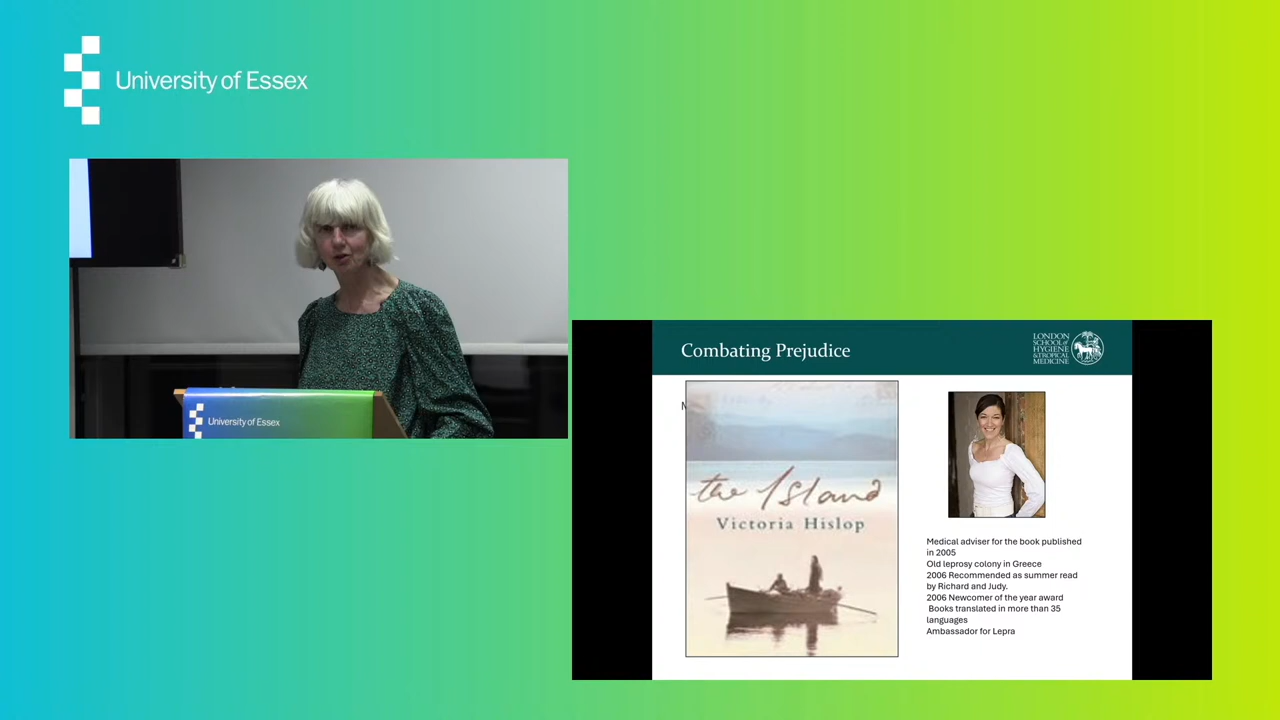 University of Essex
University of Essex
Combating Prejudice
LONDON
SCHOOL of
HYGIENE
& TROPICAL
MEDICINE
the Island
Victoria Hislop
Medical adviser for the book published
in 2005
Old leprosy colony in Greece
2006 Recommended as summer read
by Richard and Judy.
2006 Newcomer of the year award
Books translated in more than 35
languages
Ambassador for Lepra